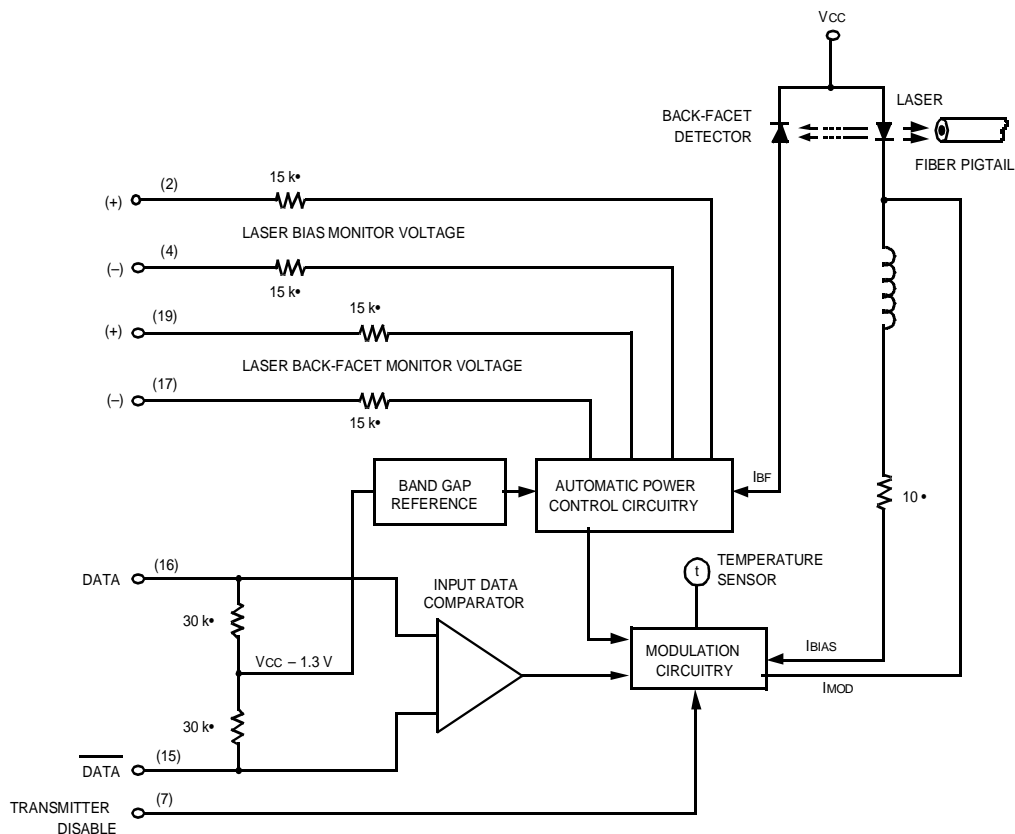 VCC
LASER
BACK-FACET
DETECTOR
FIBER PIGTAIL
(2)
15 k•
(+)
LASER BIAS MONITOR VOLTAGE
(4)
(–)
15 k•
(19)
15 k•
(+)
LASER BACK-FACET MONITOR VOLTAGE
(17)
(–)
15 k•
BAND GAP
REFERENCE
AUTOMATIC POWER
CONTROL CIRCUITRY
IBF
10 •
(16)
DATA
INPUT DATA
COMPARATOR
t
TEMPERATURE
SENSOR
30 k•
VCC – 1.3 V
MODULATION
CIRCUITRY
IBIAS
IMOD
30 k•
(15)
DATA
(7)
TRANSMITTER
DISABLE